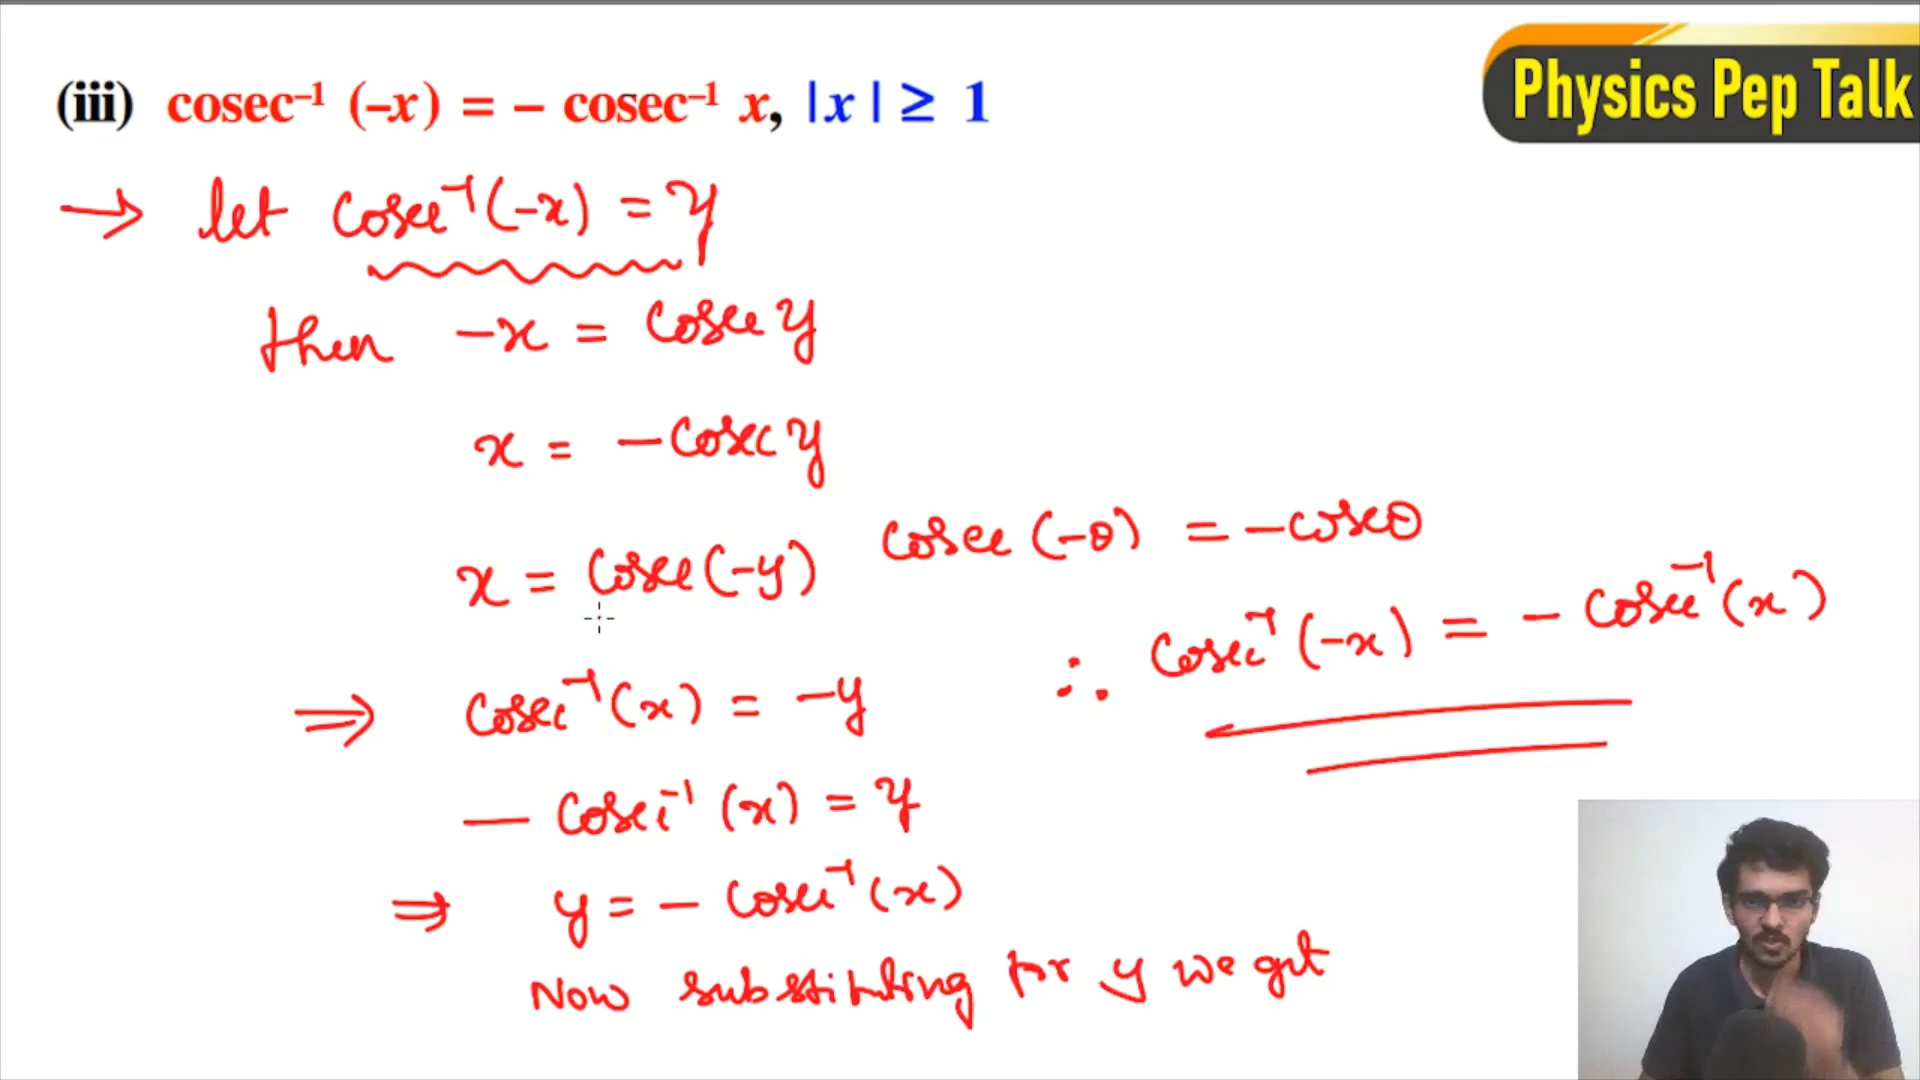 (iii) cosec⁻¹ (–x) = – cosec⁻¹ x, |x| ≥ 1
Physics Pep Talk
→ let cosec⁻¹(-x) = y
then -x = cosec y
x = -cosec y
x = cosec(-y)
cosec(-θ) = -cosecθ
⇒ cosec⁻¹(x) = -y
- cosec⁻¹(x) = y
⇒ y = - cosec⁻¹(x)
Now substituting for y we get
∴ cosec⁻¹(-x) = - cosec⁻¹(x)